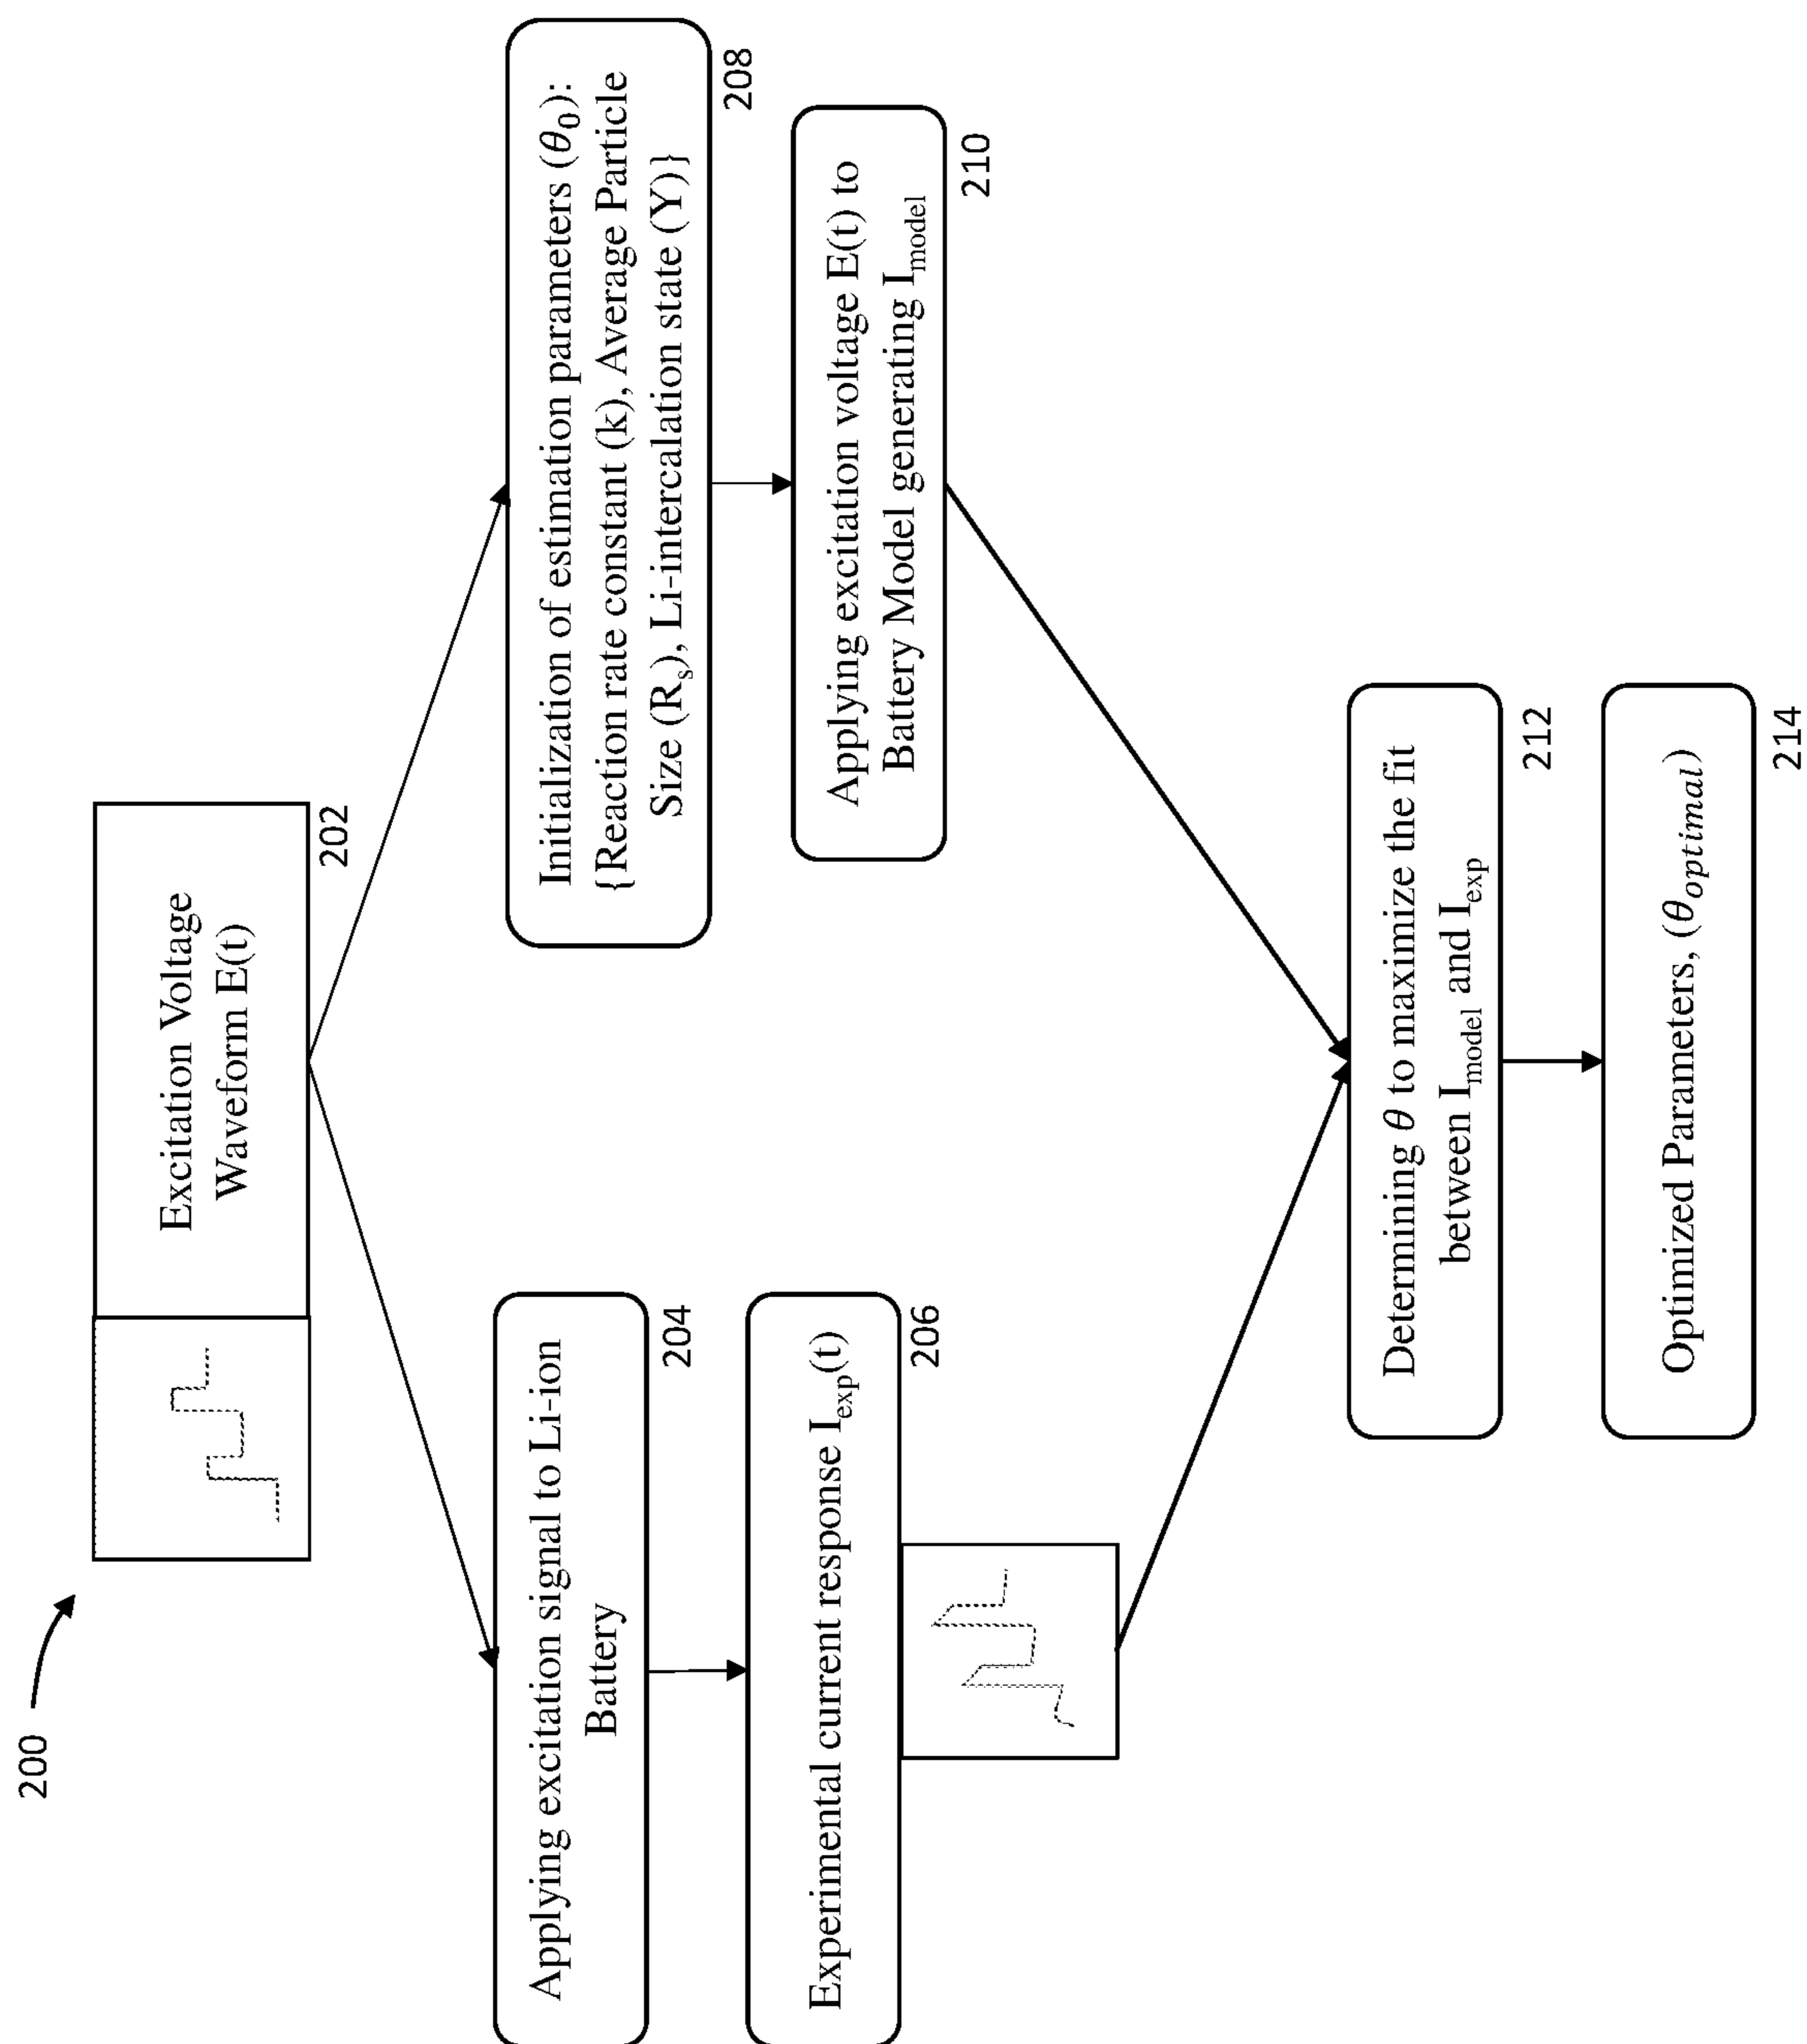 200
Excitation Voltage
Waveform E(t)
202
Applying excitation signal to Li-ion
Battery
204
Experimental current response I_exp(t)
206
Initialization of estimation parameters (θ_0):
{Reaction rate constant (k), Average Particle
Size (R_s), Li-intercalation state (Y)}
208
Applying excitation voltage E(t) to
Battery Model generating I_model
210
Determining θ to maximize the fit
between I_model and I_exp
212
Optimized Parameters, (θ_optimal)
214